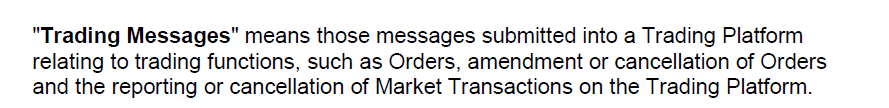 "Trading Messages" means those messages submitted into a Trading Platform
relating to trading functions, such as Orders, amendment or cancellation of Orders
and the reporting or cancellation of Market Transactions on the Trading Platform.